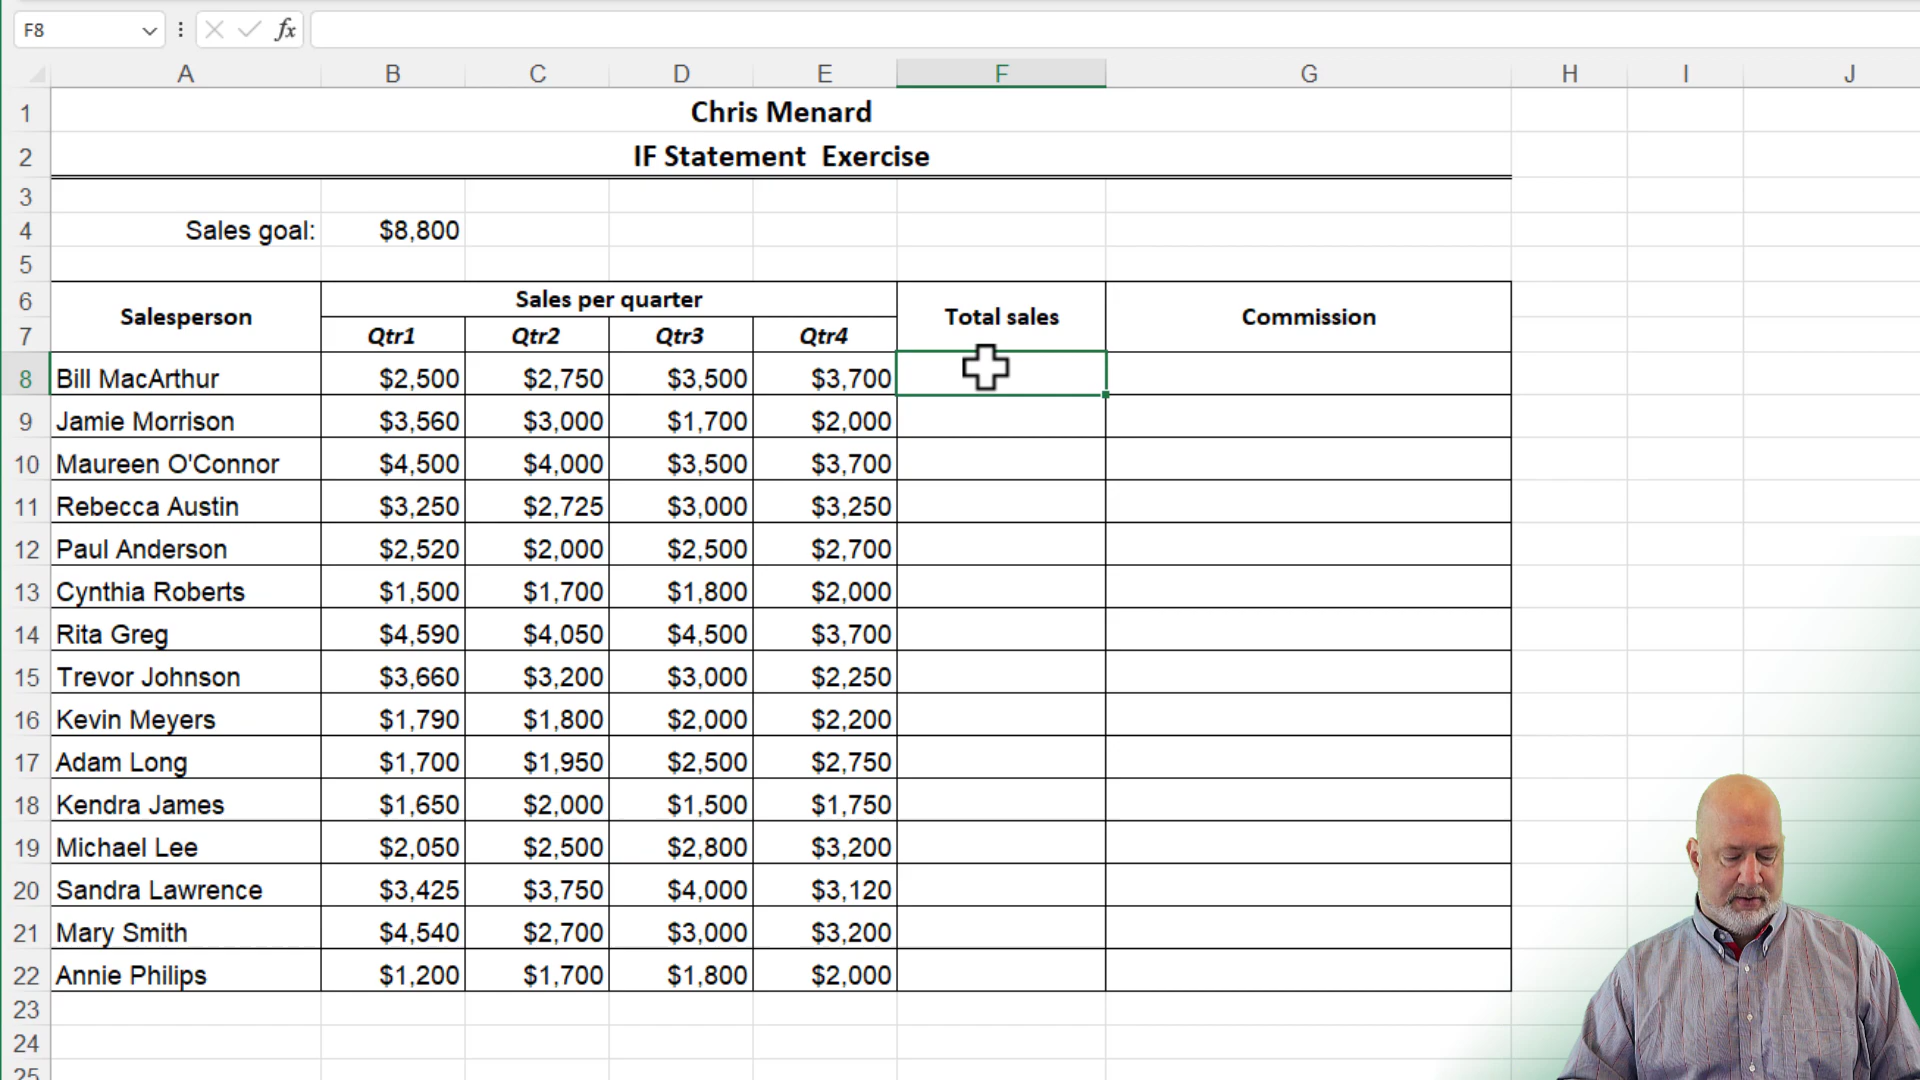 F8 fx
A B C D E F G H I J
1 Chris Menard
2 IF Statement Exercise
3
4 Sales goal: $8,800
5
6 Salesperson Sales per quarter Total sales Commission
7 Qtr1 Qtr2 Qtr3 Qtr4
8 Bill MacArthur $2,500 $2,750 $3,500 $3,700
9 Jamie Morrison $3,560 $3,000 $1,700 $2,000
10 Maureen O'Connor $4,500 $4,000 $3,500 $3,700
11 Rebecca Austin $3,250 $2,725 $3,000 $3,250
12 Paul Anderson $2,520 $2,000 $2,500 $2,700
13 Cynthia Roberts $1,500 $1,700 $1,800 $2,000
14 Rita Greg $4,590 $4,050 $4,500 $3,700
15 Trevor Johnson $3,660 $3,200 $3,000 $2,250
16 Kevin Meyers $1,790 $1,800 $2,000 $2,200
17 Adam Long $1,700 $1,950 $2,500 $2,750
18 Kendra James $1,650 $2,000 $1,500 $1,750
19 Michael Lee $2,050 $2,500 $2,800 $3,200
20 Sandra Lawrence $3,425 $3,750 $4,000 $3,120
21 Mary Smith $4,540 $2,700 $3,000 $3,200
22 Annie Philips $1,200 $1,700 $1,800 $2,000
23
24
25